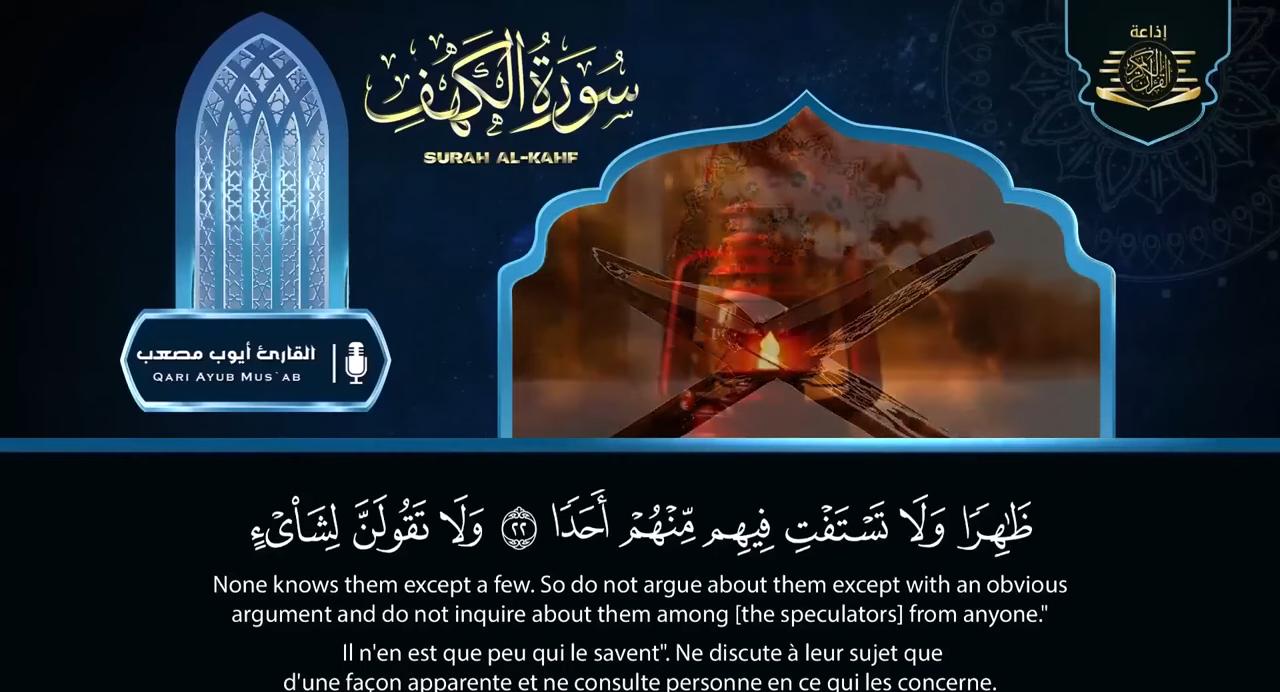 سُورَةُ الكَهْفِ
SURAH AL-KAHF
إذاعة
القرآن الكريم
القارئ أيوب مصعب
QARI AYUB MUS`AB
ظَٰهِرًا وَلَا تَسْتَفْتِ فِيهِم مِّنْهُمْ أَحَدًا ٢٢ وَلَا تَقُولَنَّ لِشَاْىْءٍ
None knows them except a few. So do not argue about them except with an obvious
argument and do not inquire about them among [the speculators] from anyone."
Il n'en est que peu qui le savent". Ne discute à leur sujet que
d'une façon apparente et ne consulte personne en ce qui les concerne.